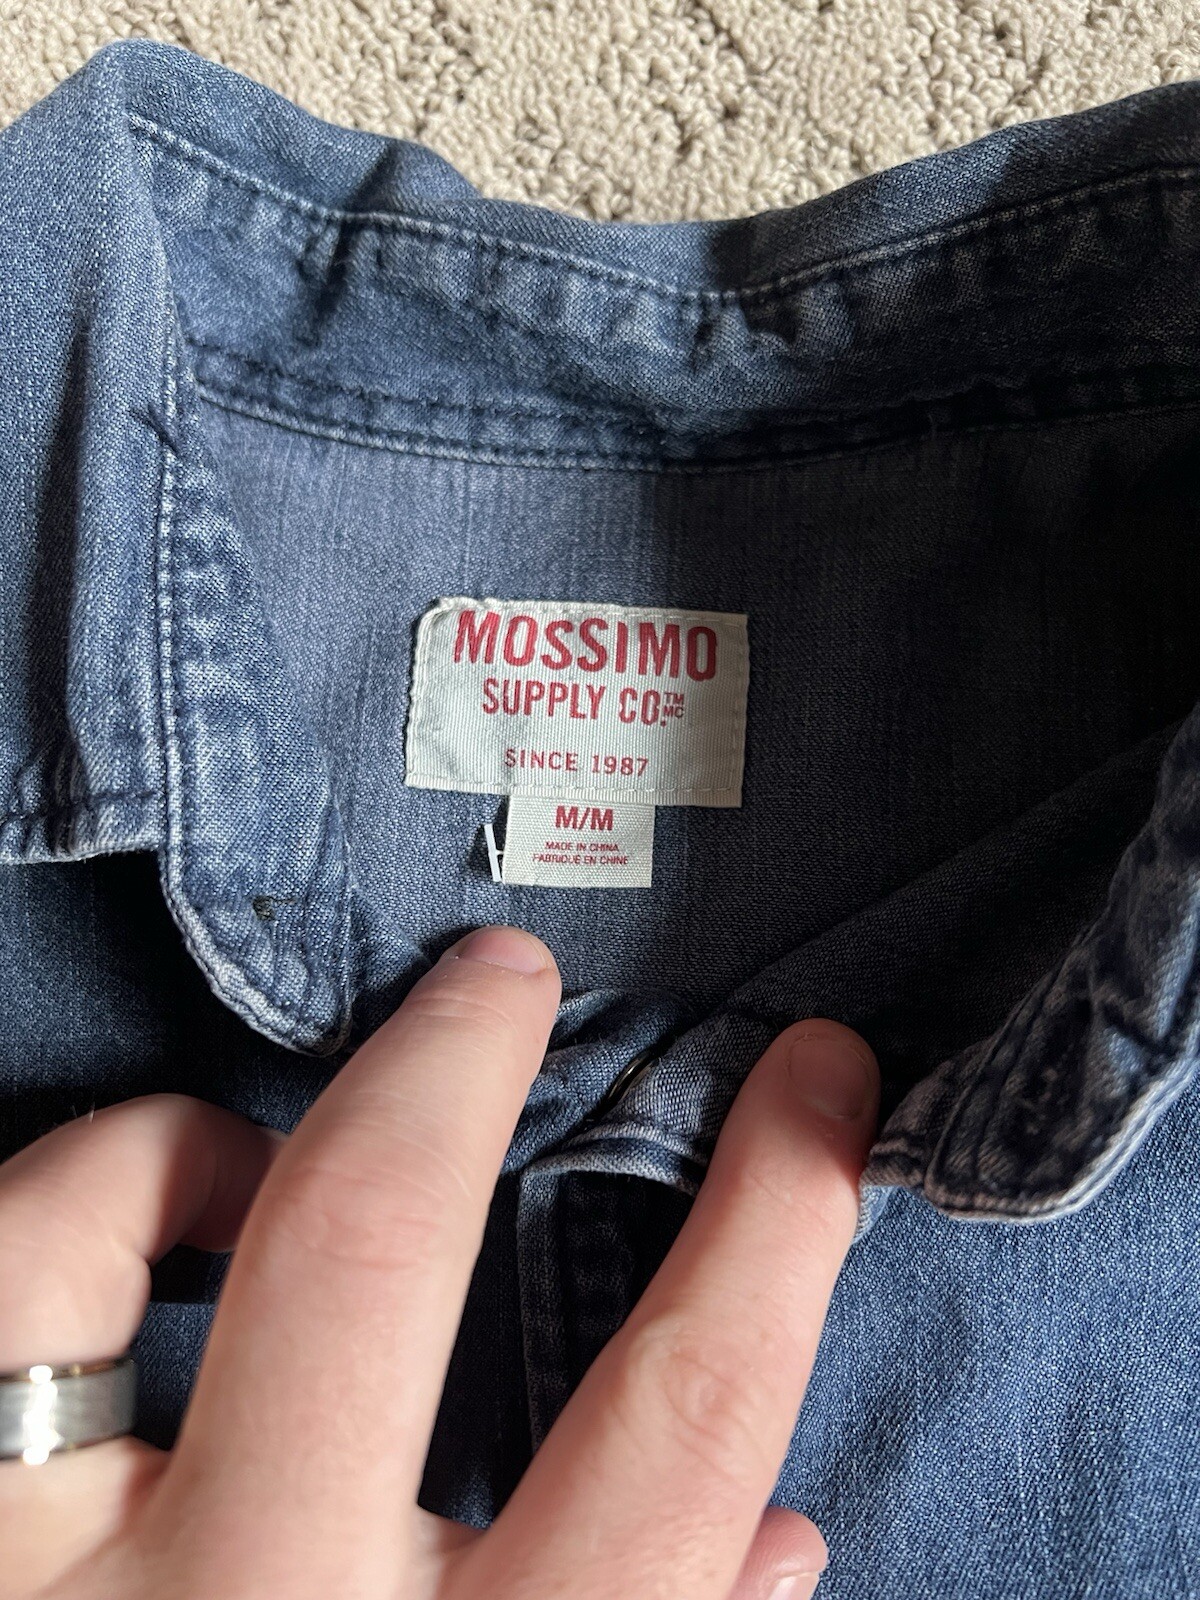 MOSSIMO
SUPPLY CO.™ MC
SINCE 1987
M/M
MADE IN CHINA
FABRIQUÉ EN CHINE